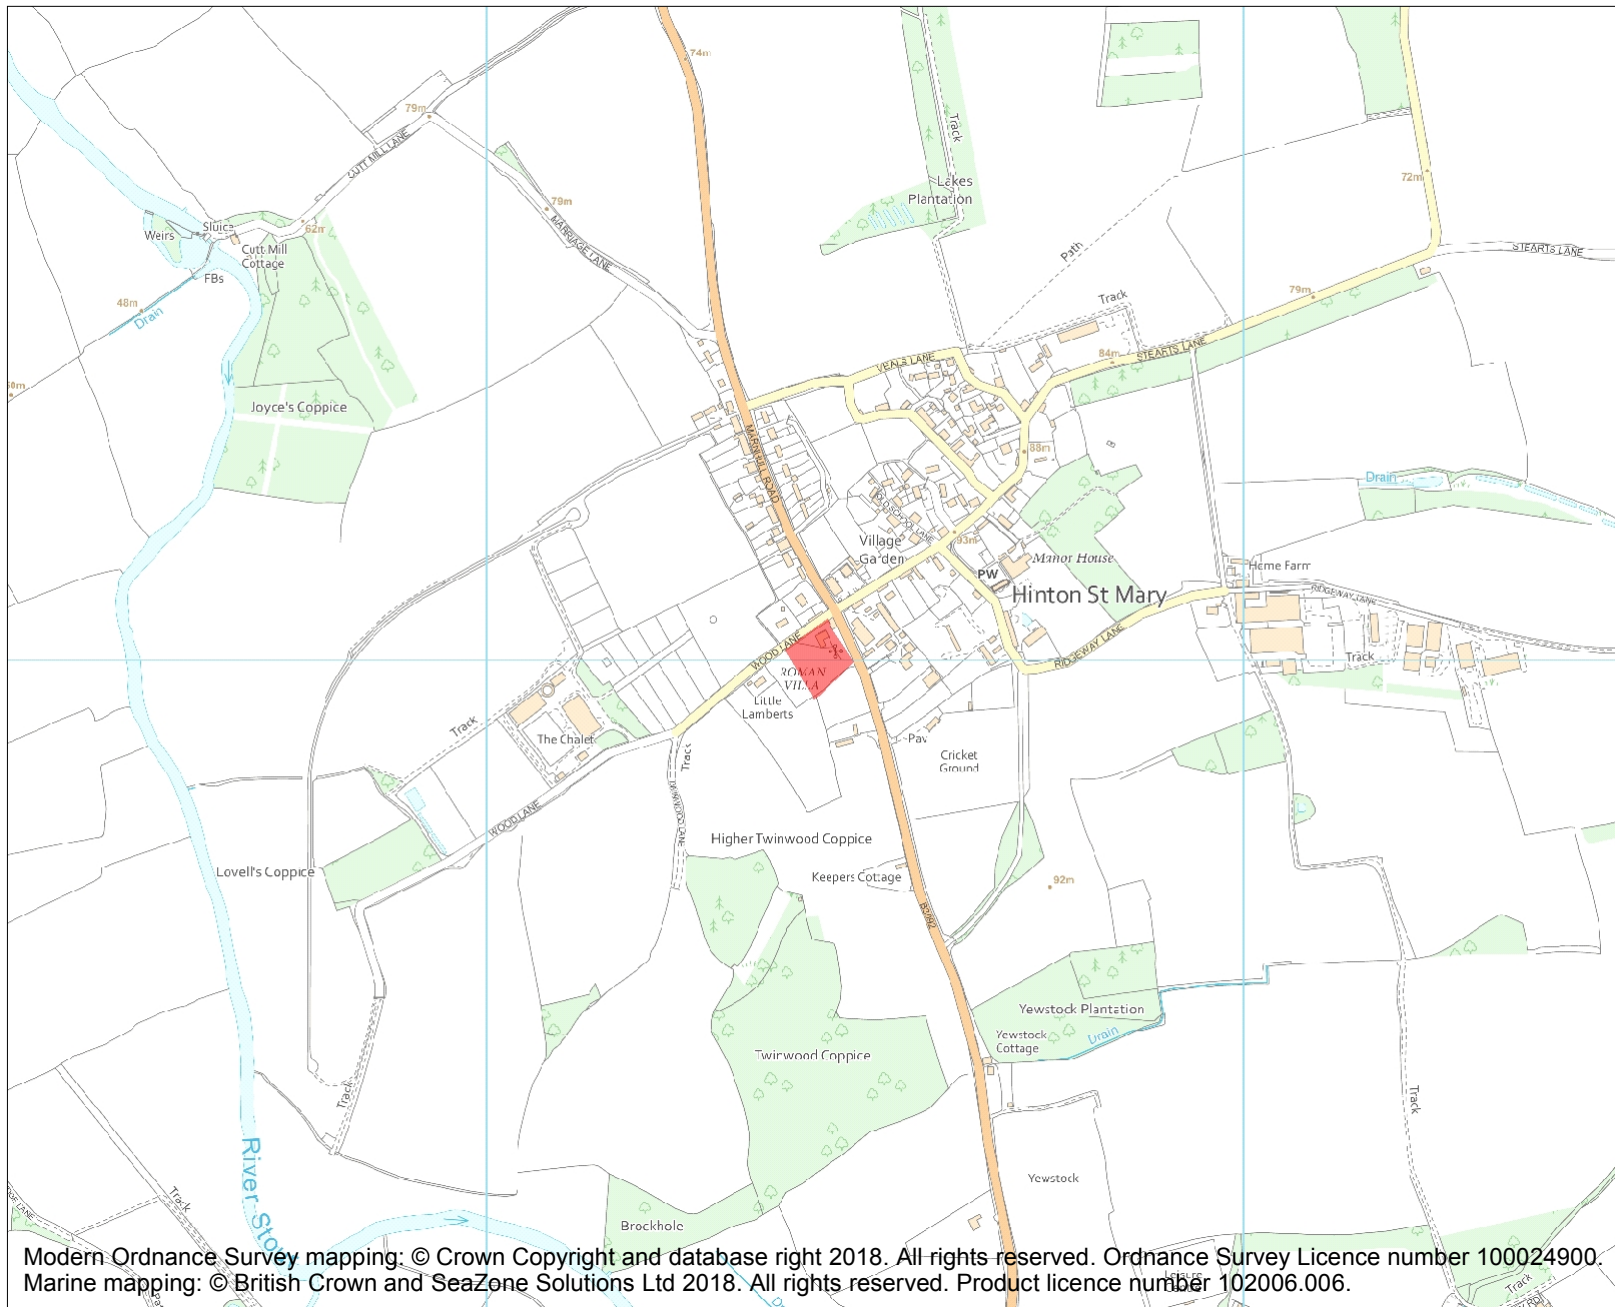 74m
79m
CUTT MILL LANE
79m
MARRIAGE LANE
62m
Sluice
Weirs
Cutt Mill
Cottage
FBs
48m
Drain
Track
Lakes
Plantation
Path
72m
STEARTS LANE
79m
Track
84m
STEARTS LANE
VEALS LANE
Joyce's Coppice
MARNHULL ROAD
88m
Drain
OLD SCHOOL LANE
Village
Garden
93m
PW
Manor House
Hinton St Mary
Home Farm
RIDGEWAY LANE
RIDGEWAY LANE
Track
WOOD LANE
ROMAN
VILLA
Little
Lamberts
Track
The Chalet
Track
Pav
Cricket
Ground
WOOD LANE
Higher Twinwood Coppice
Keepers Cottage
Lovell's Coppice
92m
B3092
Yewstock Plantation
Yewstock
Cottage
Drain
Twinwood Coppice
Track
Track
River Stour
Track
Yewstock
Brockhole
Modern Ordnance Survey mapping: © Crown Copyright and database right 2018. All rights reserved. Ordnance Survey Licence number 100024900.
Marine mapping: © British Crown and SeaZone Solutions Ltd 2018. All rights reserved. Product licence number 102006.006.
Track